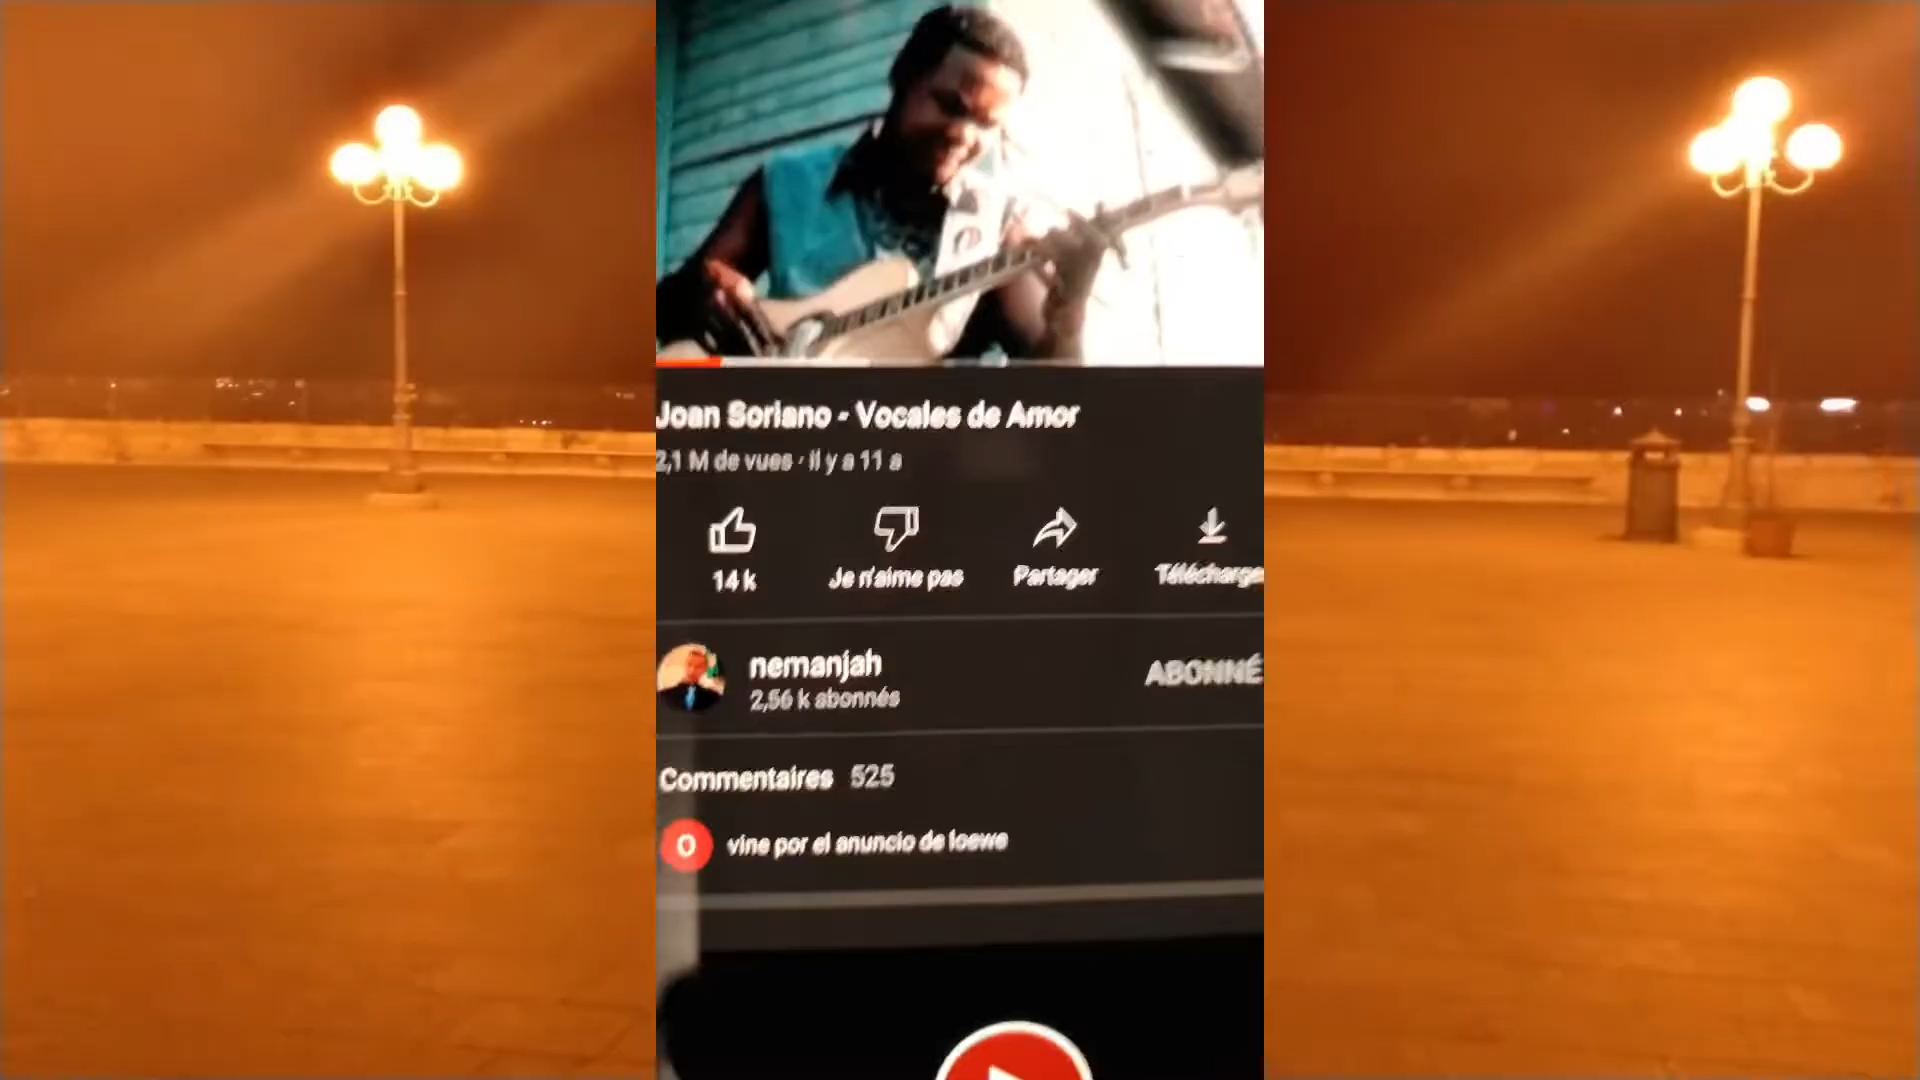 Joan Soriano - Vocales de Amor
2,1 M de vues · il y a 11 a
14 k
Je n'aime pas
Partager
Télécharger
nemanjah
2,56 k abonnés
ABONNÉ
Commentaires 525
O
vine por el anuncio de loewe